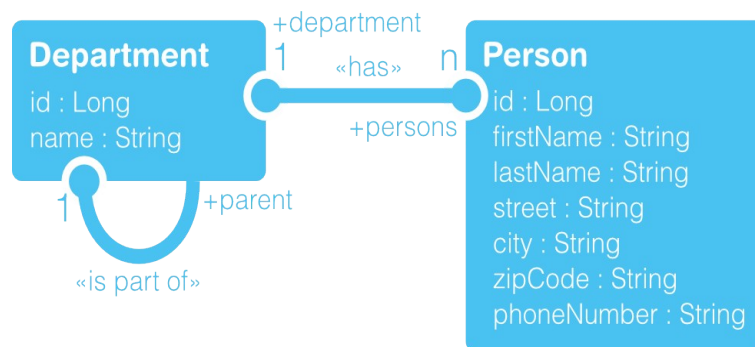 +department
Department
1 «has» n
Person
id : Long
name : String
+persons
id : Long
firstName : String
lastName : String
street : String
city : String
zipCode : String
phoneNumber : String
1
+parent
«is part of»